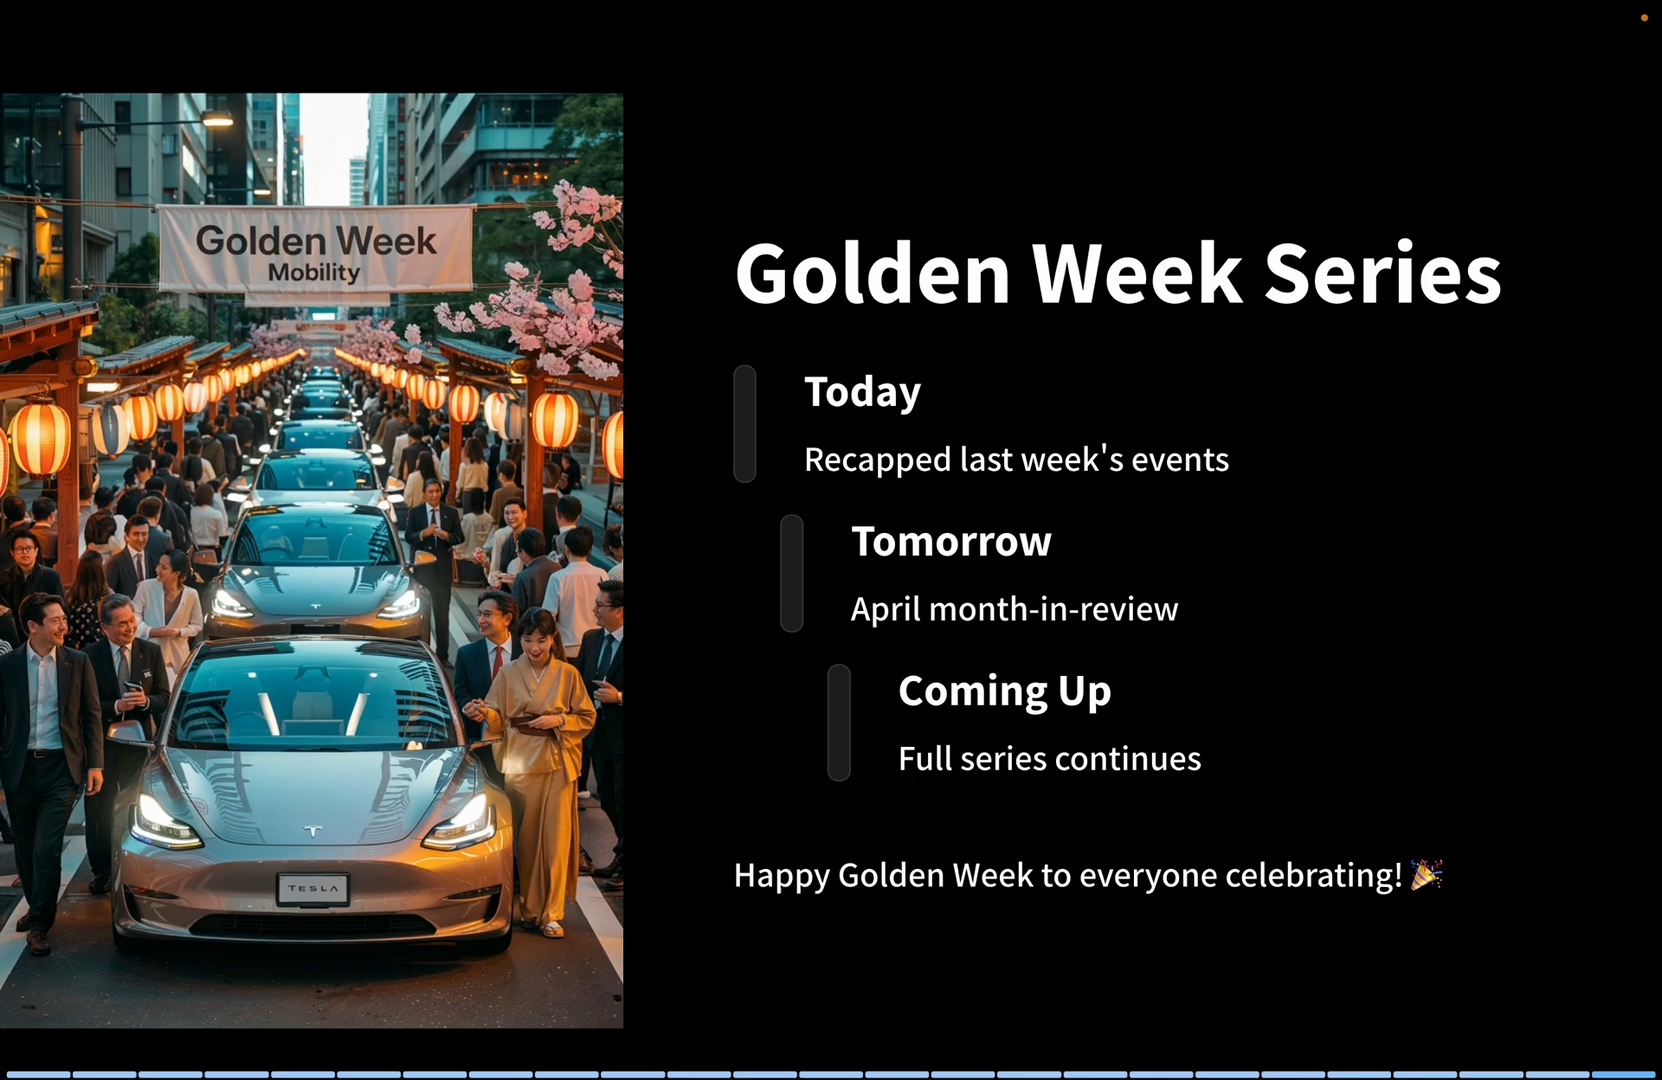 Golden Week
Mobility
TESLA
Golden Week Series
Today
Recapped last week's events
Tomorrow
April month-in-review
Coming Up
Full series continues
Happy Golden Week to everyone celebrating! 🎉